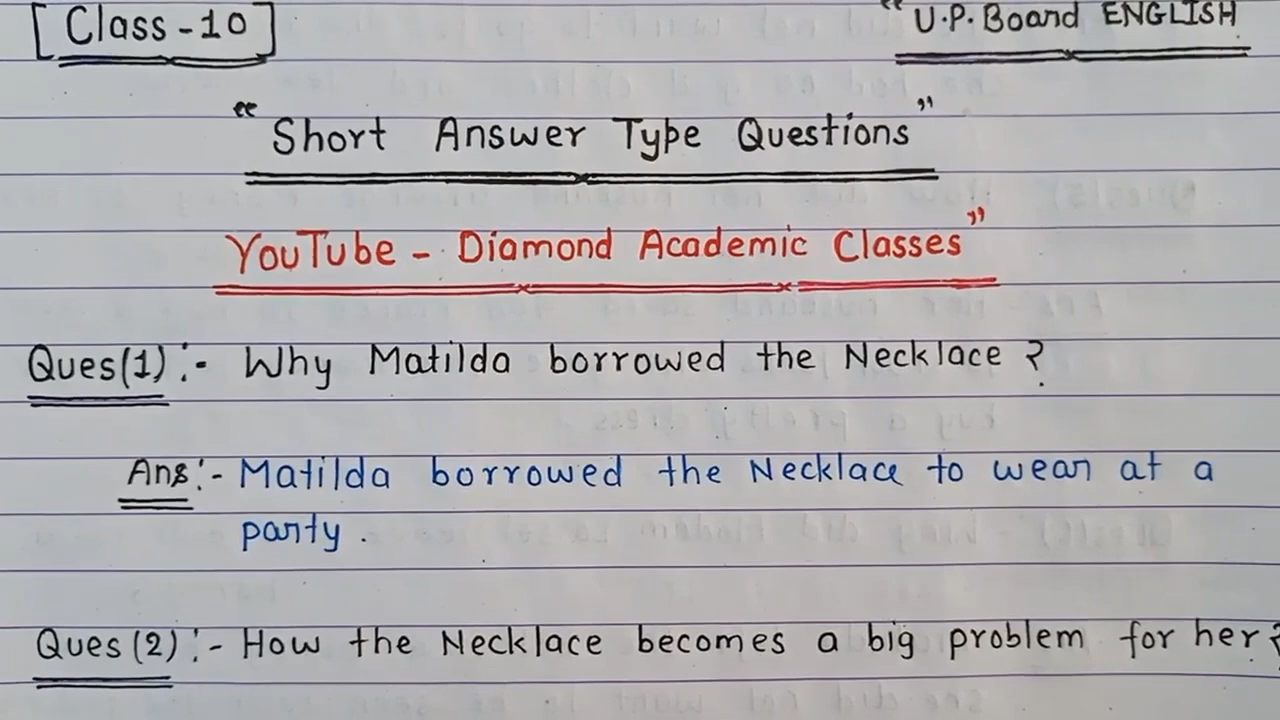 [Class-10]
" U.P. Board ENGLISH
"Short Answer Type Questions"
YouTube - Diamond Academic Classes"
Ques(1):- Why Matilda borrowed the Necklace?
Ans:- Matilda borrowed the Necklace to wear at a
party.
Ques(2):- How the Necklace becomes a big problem for her?